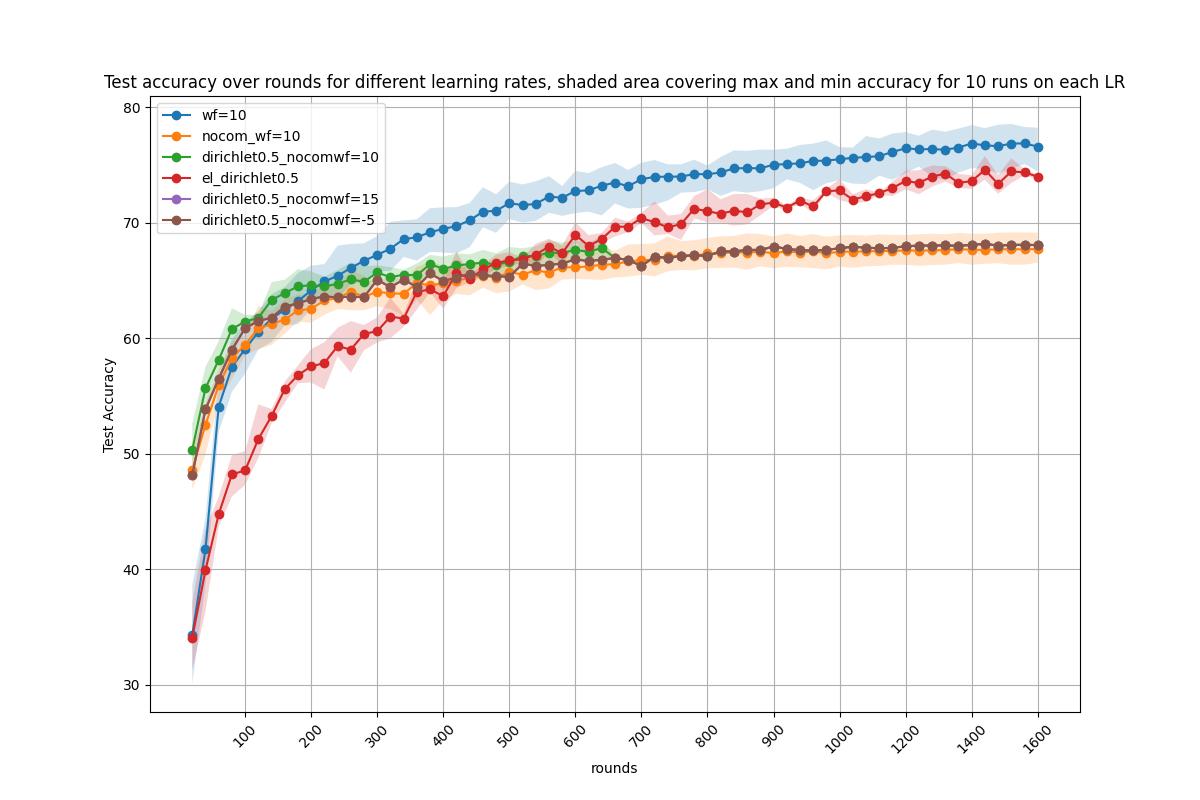 Test accuracy over rounds for different learning rates, shaded area covering max and min accuracy for 10 runs on each LR
wf=10
nocom_wf=10
dirichlet0.5_nocomwf=10
el_dirichlet0.5
dirichlet0.5_nocomwf=15
dirichlet0.5_nocomwf=-5
80
70
60
50
40
30
Test Accuracy
100
200
300
400
500
600
700
800
900
1000
1200
1400
1600
rounds